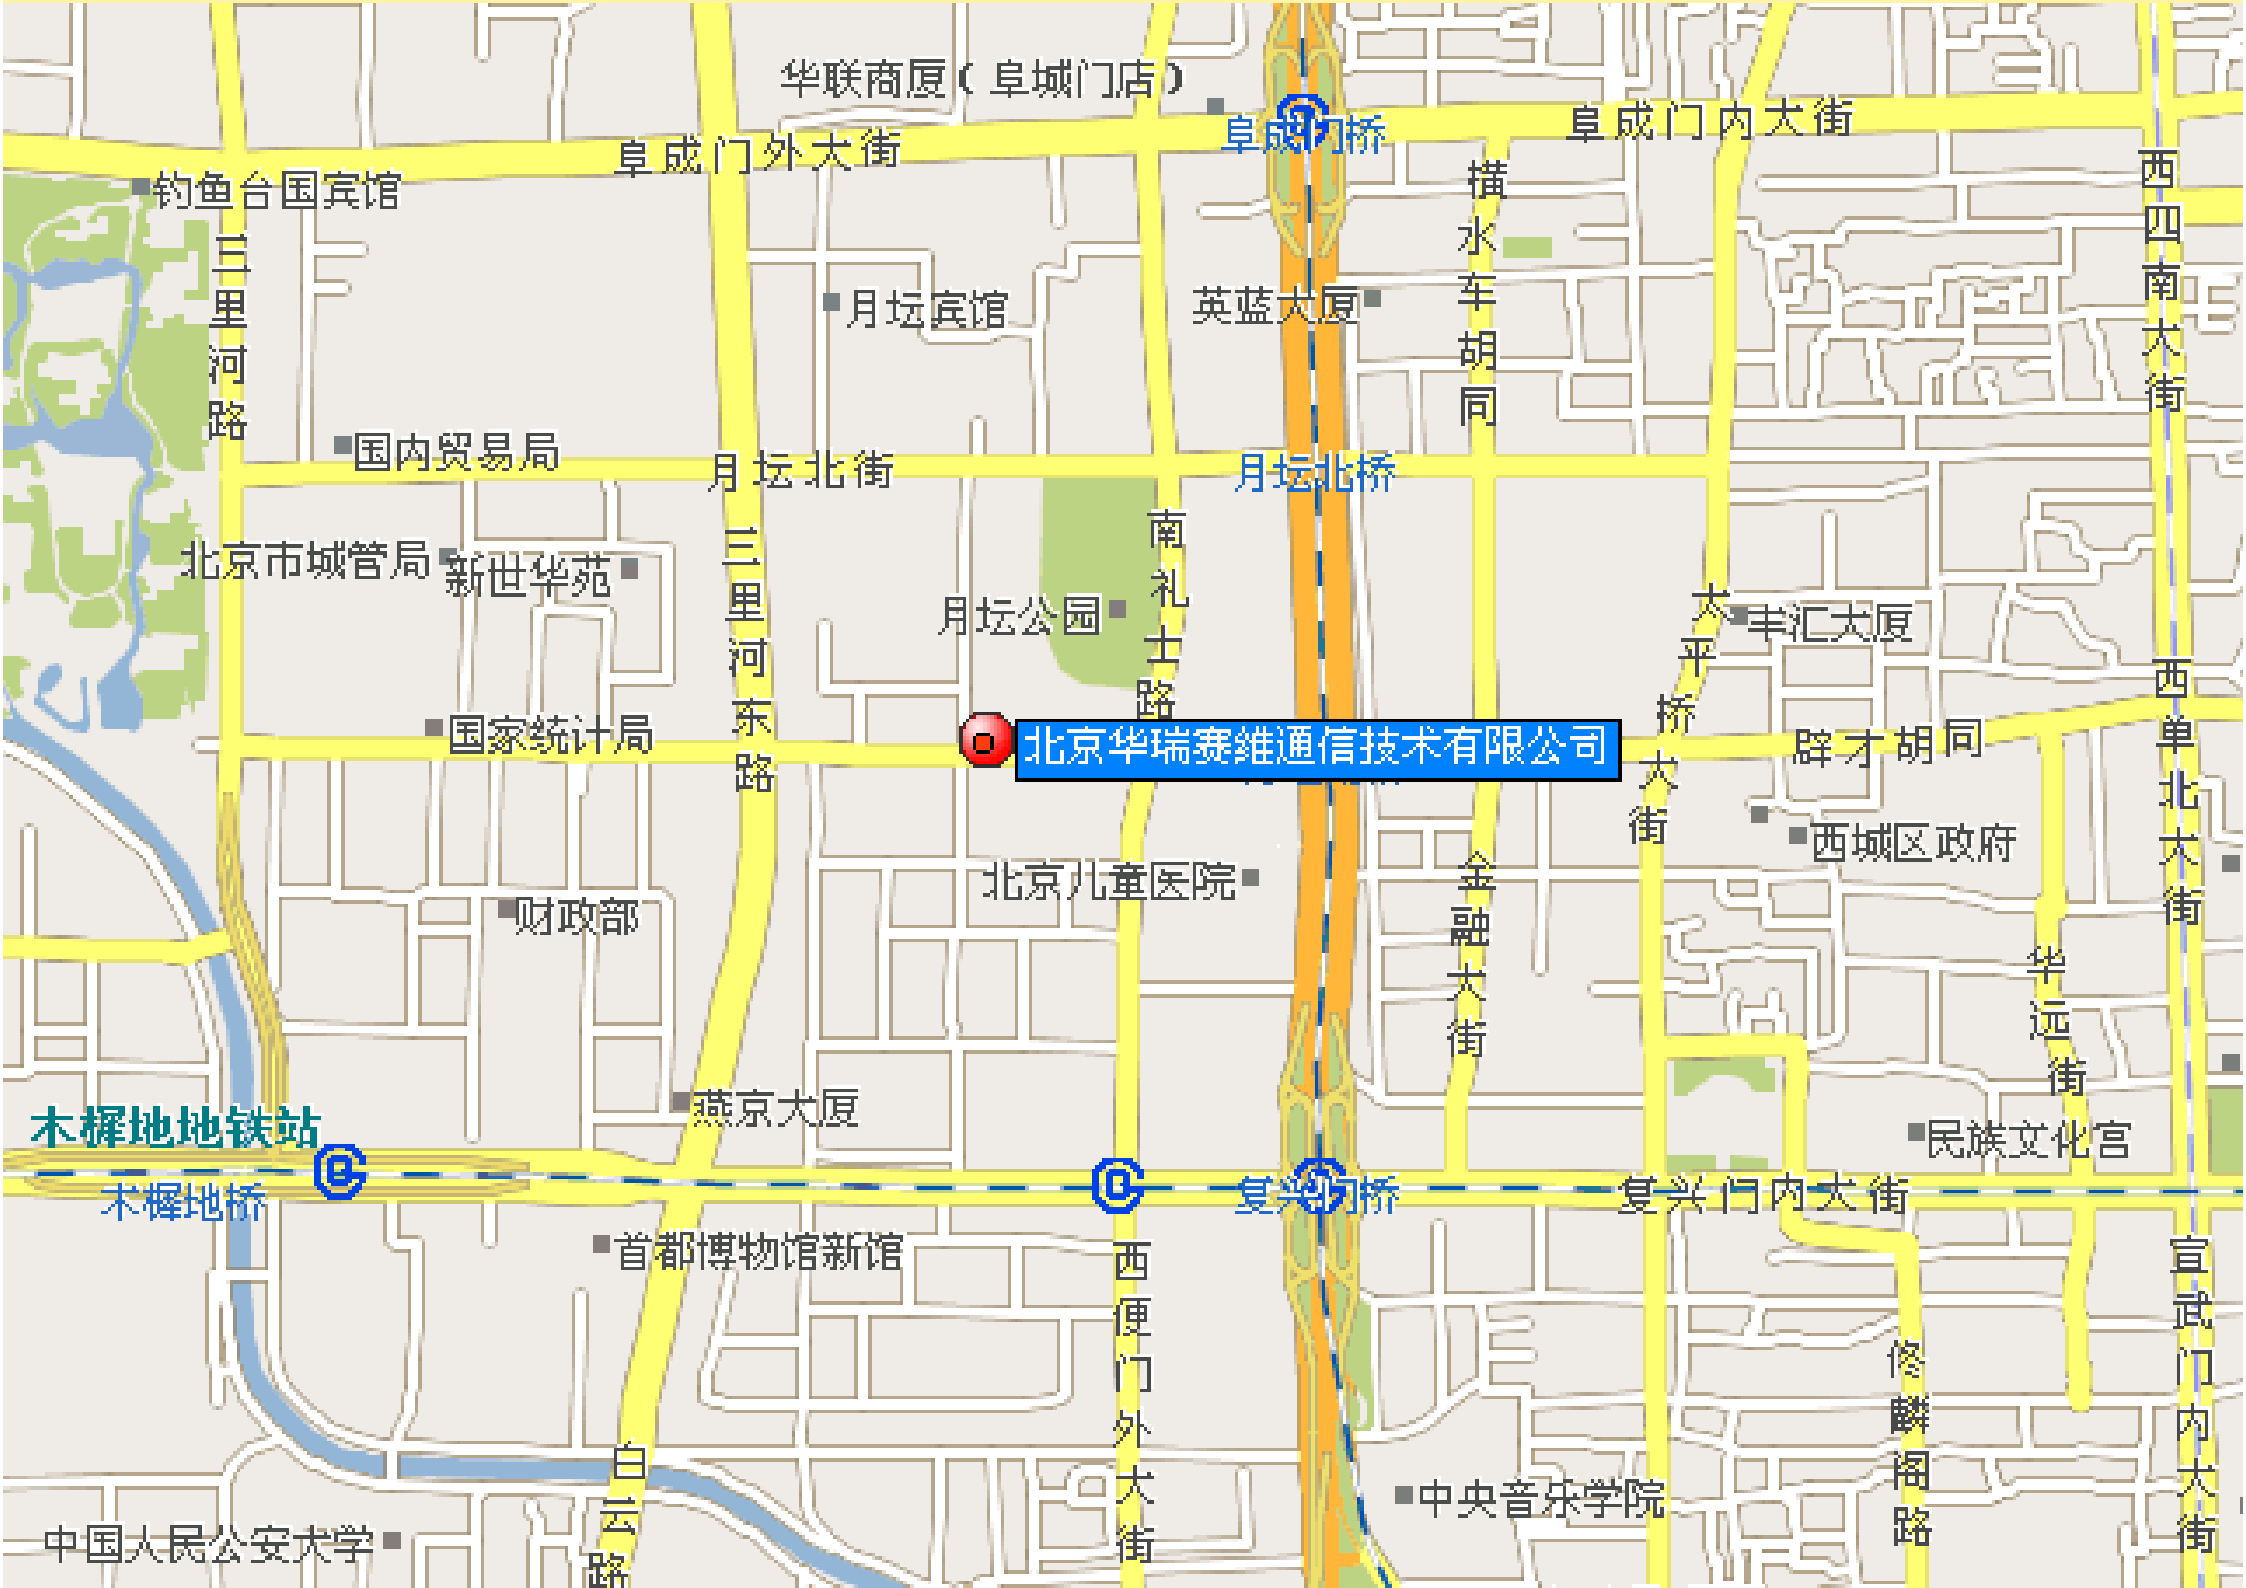 华联商厦（阜城门店）
阜成门桥
阜成门内大街
阜成门外大街
钓鱼台国宾馆
三里河路
横水车胡同
西四南大街
月坛宾馆
英蓝大厦
国内贸易局
月坛北街
月坛北桥
北京市城管局
新世华苑
三里河东路
南礼士路
月坛公园
太平桥大街
丰汇大厦
国家统计局
北京华瑞赛维通信技术有限公司
辟才胡同
西单北大街
西城区政府
北京儿童医院
金融大街
财政部
华远街
燕京大厦
木樨地地铁站
民族文化宫
木樨地桥
复兴门桥
复兴门内大街
首都博物馆新馆
西便门外大街
宣武门内大街
佟麟阁路
白云路
中央音乐学院
中国人民公安大学